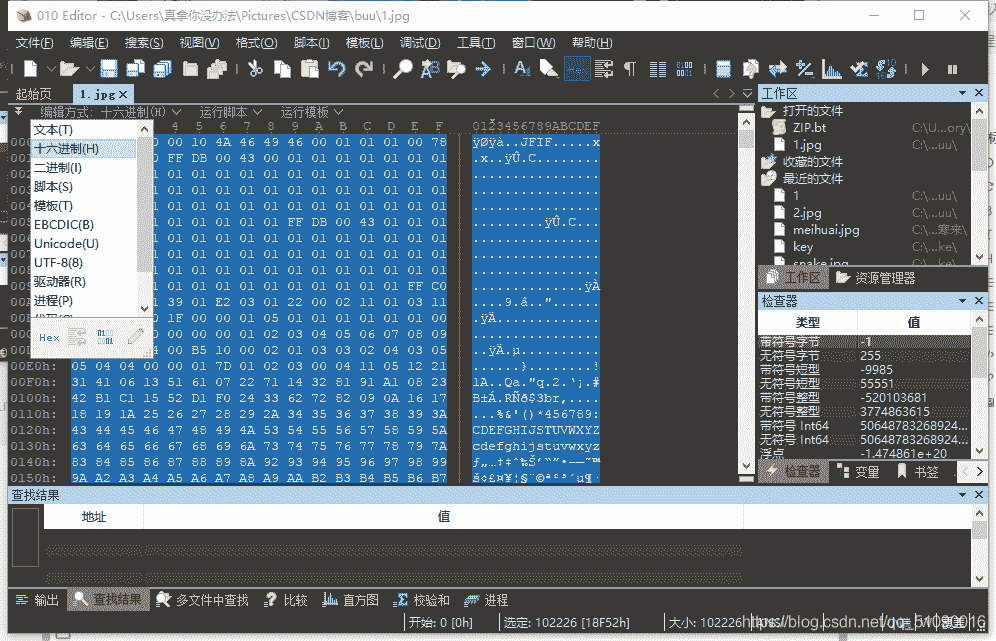 010 Editor - C:\Users\真拿你没办法\Pictures\CSDN博客\buu\1.jpg
文件(F) 编辑(E) 搜索(S) 视图(V) 格式(O) 脚本(I) 模板(L) 调试(D) 工具(T) 窗口(W) 帮助(H)
起始页 1.jpg
编辑方式: 十六进制(H) 运行脚本 运行模板
4 5 6 7 8 9 A B C D E F 0123456789ABCDEF
文本(T)
十六进制(H)
二进制(I)
脚本(S)
模板(T)
EBCDIC(B)
Unicode(U)
UTF-8(8)
驱动器(R)
进程(P)
Hex
00 10 4A 46 49 46 00 01 01 01 00 78 ÿØÿà..JFIF.....x
FF DB 00 43 00 01 01 01 01 01 01 01 .x..ÿÛ.C........
01 01 01 01 01 01 01 01 01 01 01 01 ................
01 01 01 01 01 01 01 01 01 01 01 01 ................
01 01 01 01 01 01 01 01 01 01 01 01 ................
01 01 01 01 01 FF DB 00 43 01 01 01 .........ÿÛ.C...
01 01 01 01 01 01 01 01 01 01 01 01 ................
01 01 01 01 01 01 01 01 01 01 01 01 ................
01 01 01 01 01 01 01 01 01 01 01 01 ................
01 01 01 01 01 01 01 01 01 01 FF C0 ..............ÿÀ
39 01 E2 03 01 22 00 02 11 01 03 11 ....9.â.."......
1F 00 00 01 05 01 01 01 01 01 01 00 .ÿÄ.............
00 00 00 00 01 02 03 04 05 06 07 08 09
00 B5 10 00 02 01 03 03 02 04 03 05 ..ÿÄ.µ..........
00E0h: 05 04 04 00 00 01 7D 01 02 03 00 04 11 05 12 21 ......}........!
00F0h: 31 41 06 13 51 61 07 22 71 14 32 81 91 A1 08 23
0100h: 42 B1 C1 15 52 D1 F0 24 33 62 72 82 09 0A 16 17
0110h: 18 19 1A 25 26 27 28 29 2A 34 35 36 37 38 39 3A ...%&'()*456789:
0120h: 43 44 45 46 47 48 49 4A 53 54 55 56 57 58 59 5A CDEFGHIJSTUVWXYZ
0130h: 63 64 65 66 67 68 69 6A 73 74 75 76 77 78 79 7A cdefghijstuvwxyz
0140h: 83 84 85 86 87 88 89 8A 92 93 94 95 96 97 98 99
0150h: 9A A2 A3 A4 A5 A6 A7 A8 A9 AA B2 B3 B4 B5 B6 B7
工作区
打开的文件
ZIP.bt C:\U...ory\
1.jpg C:\...uu\
收藏的文件
最近的文件
1 C:\...uu\
2.jpg C:\...uu\
meihuai.jpg C:\...寒来\
key C:\...ke\
snake.jpg C:\...ke\
工作区 资源管理器
检查器
类型 值
带符号字节 -1
无符号字节 255
带符号短型 -9985
无符号短型 55551
带符号整型 -520103681
无符号整型 3774863615
带符号 Int64 50648783268924...
无符号 Int64 50648783268924...
浮点 -1.474861e+20
检查器 变量 书签
查找结果
地址 值
输出 查找结果 多文件中查找 比较 直方图 校验和 进程
开始: 0 [0h] 选定: 102226 [18F52h] 大小: 102226
https://blog.csdn.net/qq_51090016